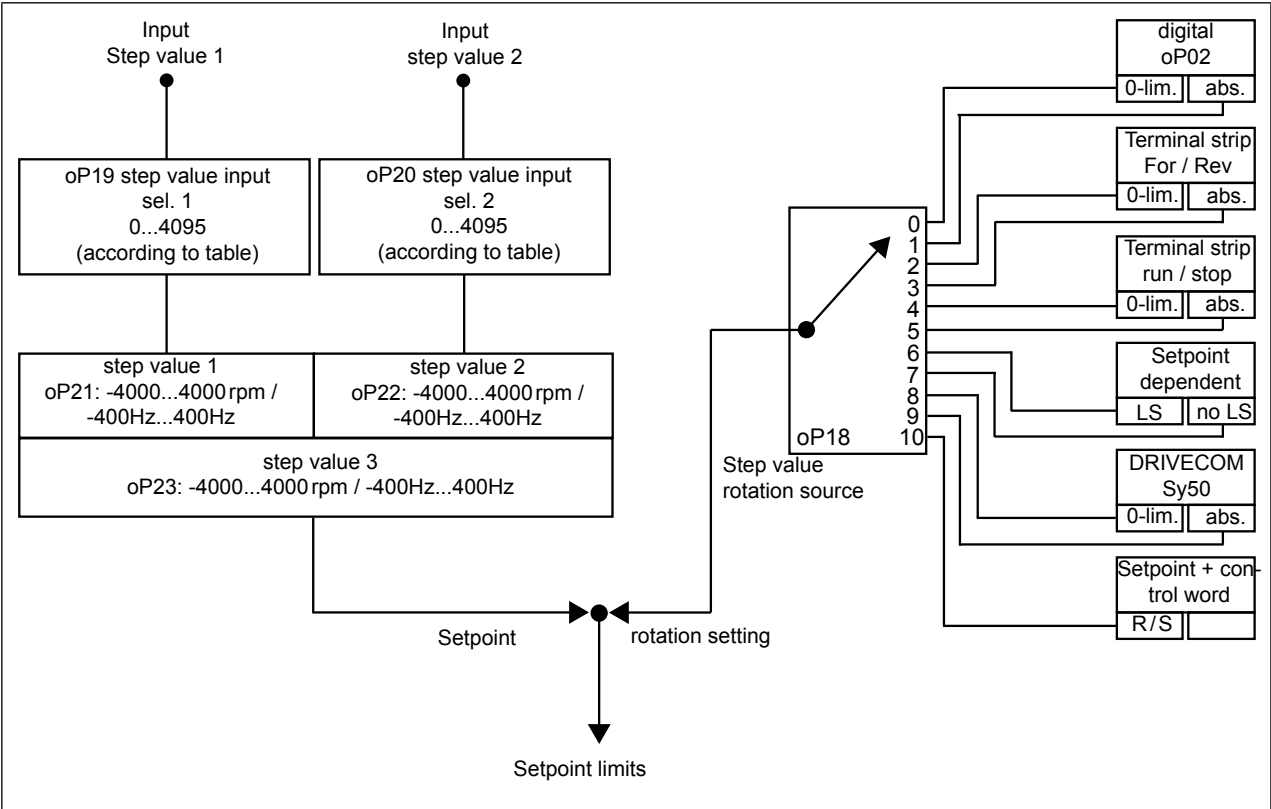 Input
Step value 1
Input
step value 2
oP19 step value input
sel. 1
0...4095
(according to table)
oP20 step value input
sel. 2
0...4095
(according to table)
step value 1
oP21: -4000...4000 rpm /
-400Hz...400Hz
step value 2
oP22: -4000...4000 rpm /
-400Hz...400Hz
step value 3
oP23: -4000...4000 rpm / -400Hz...400Hz
Setpoint
rotation setting
Setpoint limits
0
1
2
3
4
5
6
7
8
9
oP18 10
Step value
rotation source
digital
oP02
0-lim. abs.
Terminal strip
For / Rev
0-lim. abs.
Terminal strip
run / stop
0-lim. abs.
Setpoint
dependent
LS no LS
DRIVECOM
Sy50
0-lim. abs.
Setpoint + con-
trol word
R/S